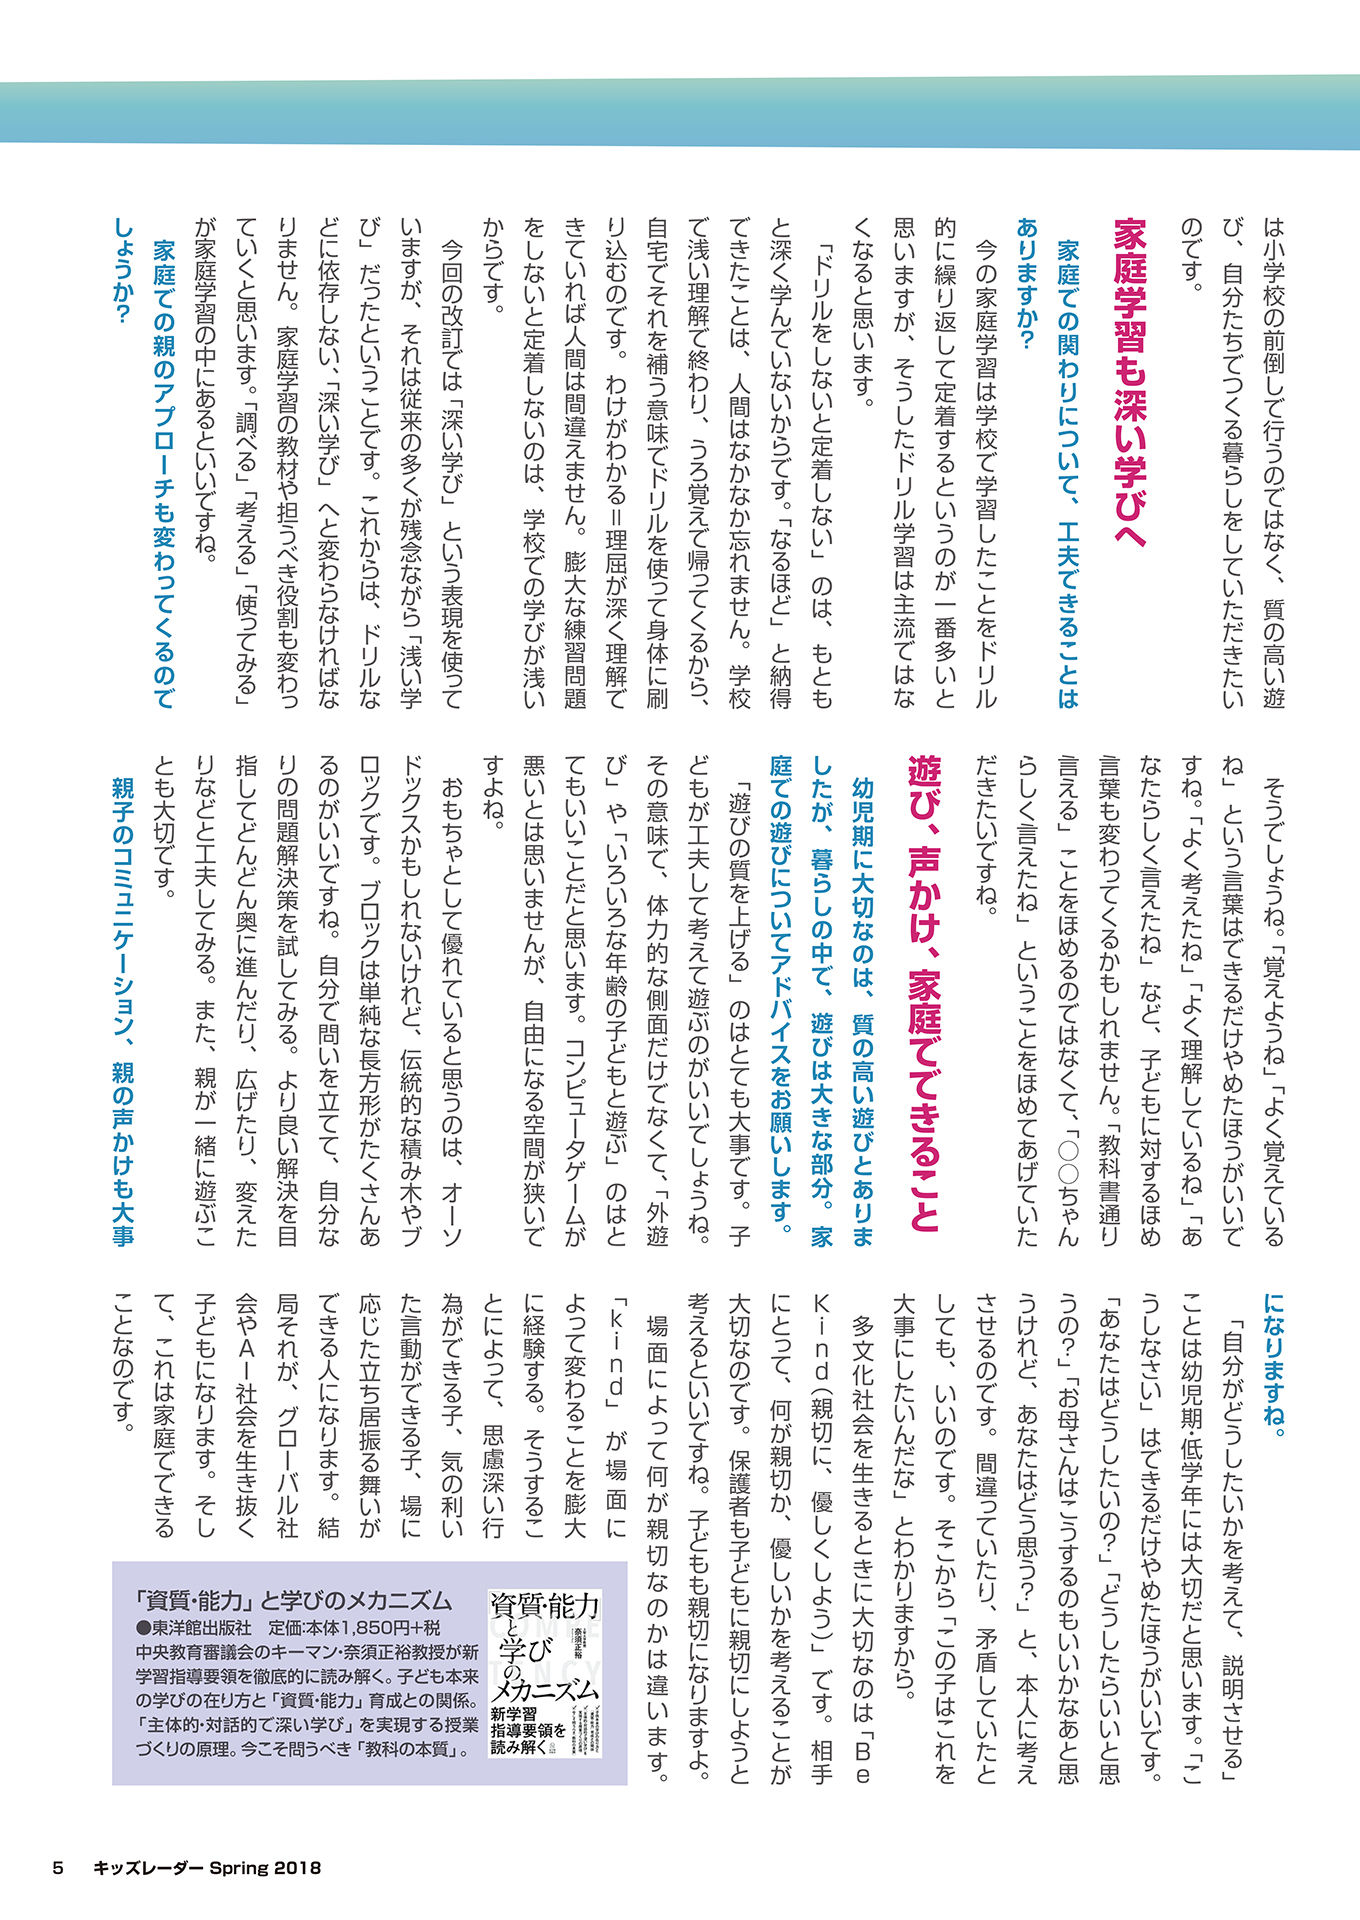 は小学校の前倒しで行うのではなく、質の高い遊
び、自分たちでつくる暮らしをしていただきたい
のです。
家庭学習も深い学びへ
家庭での関わりについて、工夫できることは
ありますか?
今の家庭学習は学校で学習したことをドリル
的に繰り返して定着するというのが一番多いと
思いますが、そうしたドリル学習は主流ではな
くなると思います。
「ドリルをしないと定着しない」のは、もとも
と深く学んでいないからです。「なるほど」と納得
できたことは、人間はなかなか忘れません。学校
で浅い理解で終わり、うろ覚えで帰ってくるから、
自宅でそれを補う意味でドリルを使って身体に刷
り込むのです。わけがわかる＝理屈が深く理解で
きていれば人間は間違えません。膨大な練習問題
をしないと定着しないのは、学校での学びが浅い
からです。
今回の改訂では「深い学び」という表現を使って
いますが、それは従来の多くが残念ながら「浅い学
び」だったということです。これからは、ドリルな
どに依存しない、「深い学び」へと変わらなければな
りません。家庭学習の教材や担うべき役割も変わっ
ていくと思います。「調べる」「考える」「使ってみる」
が家庭学習の中にあるといいですね。
家庭での親のアプローチも変わってくるので
しょうか?
そうでしょうね。「覚えようね」「よく覚えている
ね」という言葉はできるだけやめたほうがいいで
すね。「よく考えたね」「よく理解しているね」「あ
なたらしく言えたね」など、子どもに対するほめ
言葉も変わってくるかもしれません。「教科書通り
言える」ことをほめるのではなくて、「○○ちゃん
らしく言えたね」ということをほめてあげていた
だきたいですね。
遊び、声かけ、家庭でできること
幼児期に大切なのは、質の高い遊びとありま
したが、暮らしの中で、遊びは大きな部分。家
庭での遊びについてアドバイスをお願いします。
「遊びの質を上げる」のはとても大事です。子
どもが工夫して考えて遊ぶのがいいでしょうね。
その意味で、体力的な側面だけでなくて、「外遊
び」や「いろいろな年齢の子どもと遊ぶ」のはと
てもいいことだと思います。コンピュータゲームが
悪いとは思いませんが、自由になる空間が狭いで
すよね。
おもちゃとして優れていると思うのは、オーソ
ドックスかもしれないけれど、伝統的な積み木やブ
ロックです。ブロックは単純な長方形がたくさんあ
るのがいいですね。自分で問いを立てて、自分な
りの問題解決策を試してみる。より良い解決を目
指してどんどん奥に進んだり、広げたり、変えた
りなどと工夫してみる。また、親が一緒に遊ぶこ
とも大切です。
親子のコミュニケーション、親の声かけも大事
になりますね。
「自分がどうしたいかを考えて、説明させる」
ことは幼児期・低学年には大切だと思います。「こ
うしなさい」はできるだけやめたほうがいいです。
「あなたはどうしたいの?」「どうしたらいいと思
うの?」「お母さんはこうするのもいいかなあと思
うけれど、あなたはどう思う?」と、本人に考え
させるのです。間違っていたり、矛盾していたと
しても、いいのです。そこから「この子はこれを
大事にしたいんだな」とわかりますから。
多文化社会を生きるときに大切なのは「Be
Kind(親切に、優しくしよう)」です。相手
にとって、何が親切か、優しいかを考えることが
大切なのです。保護者も子どもに親切にしようと
考えるといいですね。子どもも親切になりますよ。
場面によって何が親切なのかは違います。
「kind」が場面に
よって変わることを膨大
に経験する。そうするこ
とによって、思慮深い行
為ができる子、気の利い
た言動ができる子、場に
応じた立ち居振る舞いが
できる人になります。結
局それが、グローバル社
会やAI社会を生き抜く
子どもになります。そし
て、これは家庭でできる
ことなのです。
「資質・能力」と学びのメカニズム
●東洋館出版社　定価:本体1,850円+税
中央教育審議会のキーマン・奈須正裕教授が新
学習指導要領を徹底的に読み解く。子ども本来
の学びの在り方と「資質・能力」育成との関係。
「主体的・対話的で深い学び」を実現する授業
づくりの原理。今こそ問うべき「教科の本質」。
資質・能力
と学び
の
メカニズム
奈須正裕
COMPE
TENCY
新学習
指導要領を
読み解く
5 キッズレーダー Spring 2018